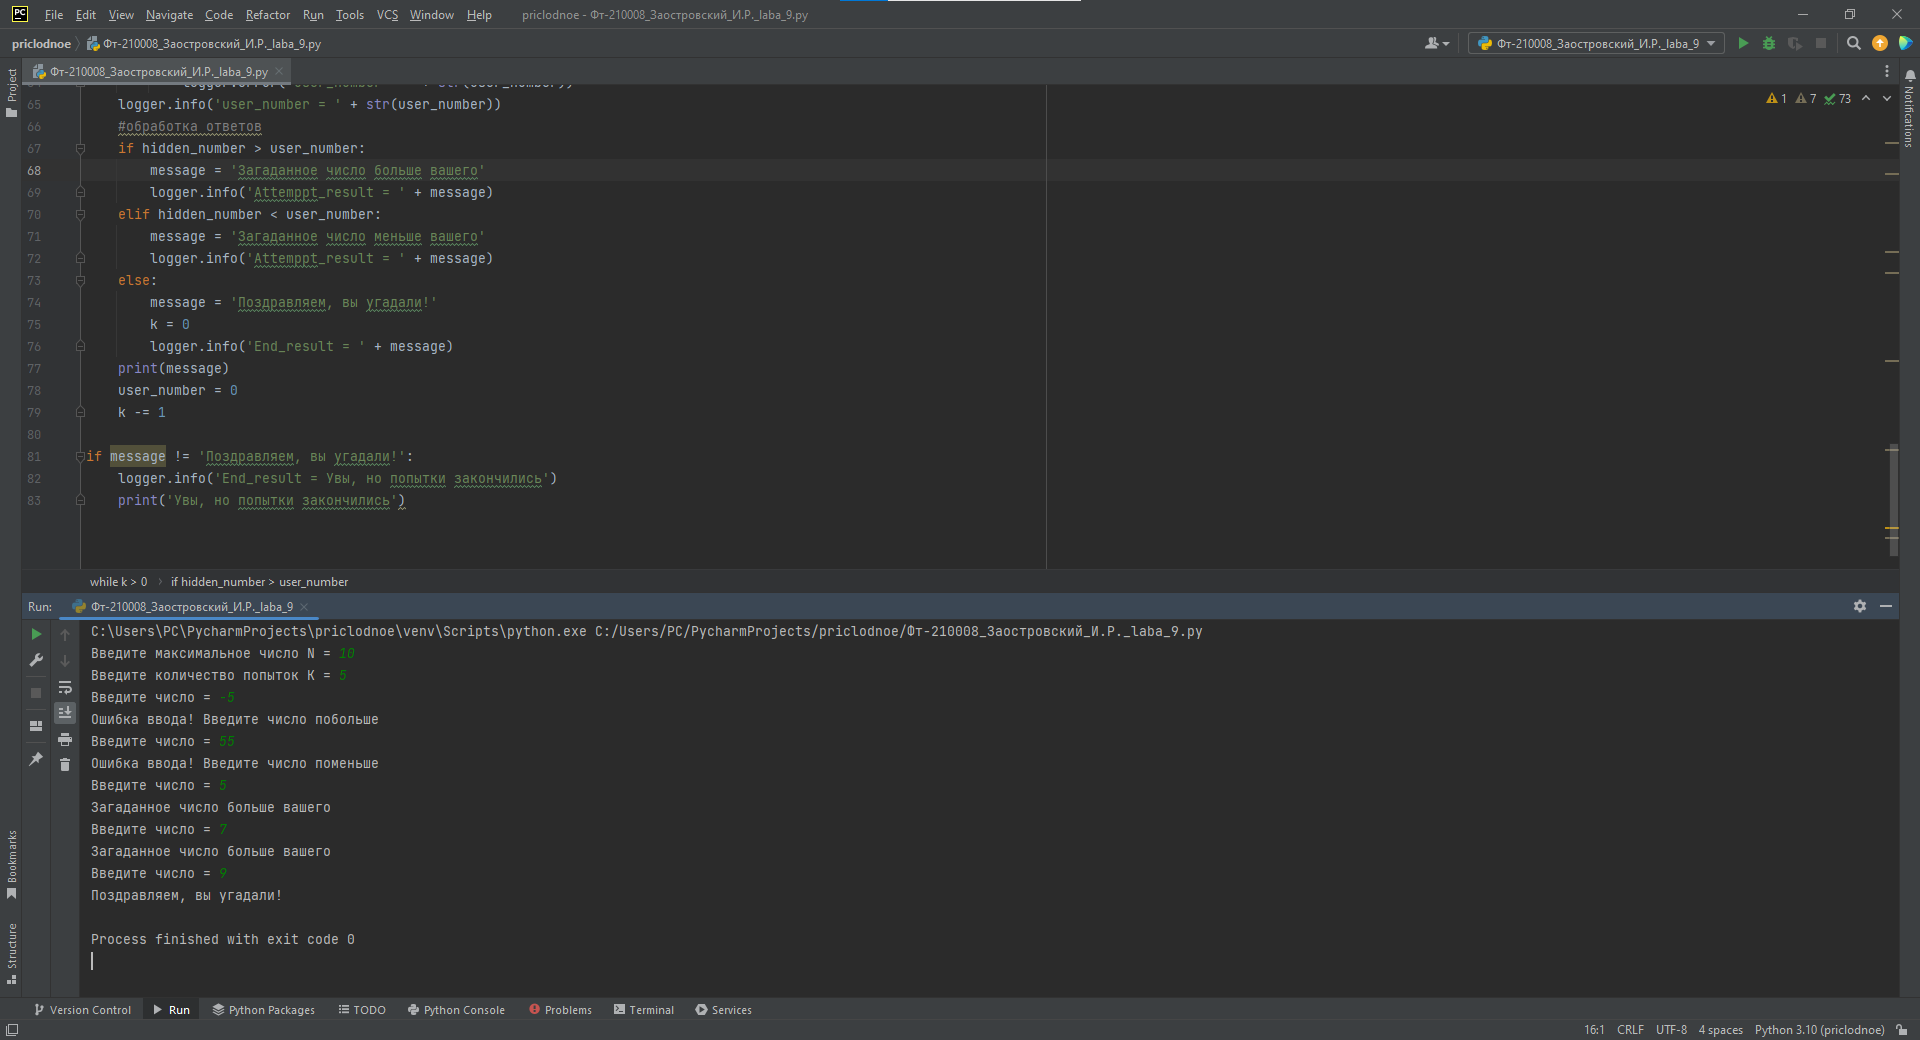 PC File Edit View Navigate Code Refactor Run Tools VCS Window Help priclodnoe - Фт-210008_Заостровский_И.Р._laba_9.py
priclodnoe Фт-210008_Заостровский_И.Р._laba_9.py Фт-210008_Заостровский_И.Р._laba_9
Project
Фт-210008_Заостровский_И.Р._laba_9.py
Notifications
1 7 73
65 logger.info('user_number = ' + str(user_number))
66 #обработка ответов
67 if hidden_number > user_number:
68 message = 'Загаданное число больше вашего'
69 logger.info('Attemppt_result = ' + message)
70 elif hidden_number < user_number:
71 message = 'Загаданное число меньше вашего'
72 logger.info('Attemppt_result = ' + message)
73 else:
74 message = 'Поздравляем, вы угадали!'
75 k = 0
76 logger.info('End_result = ' + message)
77 print(message)
78 user_number = 0
79 k -= 1
80
81 if message != 'Поздравляем, вы угадали!':
82 logger.info('End_result = Увы, но попытки закончились')
83 print('Увы, но попытки закончились')
while k > 0 if hidden_number > user_number
Run: Фт-210008_Заостровский_И.Р._laba_9
C:\Users\PC\PycharmProjects\priclodnoe\venv\Scripts\python.exe C:/Users/PC/PycharmProjects/priclodnoe/Фт-210008_Заостровский_И.Р._laba_9.py
Введите максимальное число N = 10
Введите количество попыток K = 5
Введите число = -5
Ошибка ввода! Введите число побольше
Введите число = 55
Ошибка ввода! Введите число поменьше
Введите число = 5
Загаданное число больше вашего
Введите число = 7
Загаданное число больше вашего
Введите число = 9
Поздравляем, вы угадали!
Process finished with exit code 0
Bookmarks
Structure
Version Control Run Python Packages TODO Python Console Problems Terminal Services
16:1 CRLF UTF-8 4 spaces Python 3.10 (priclodnoe)